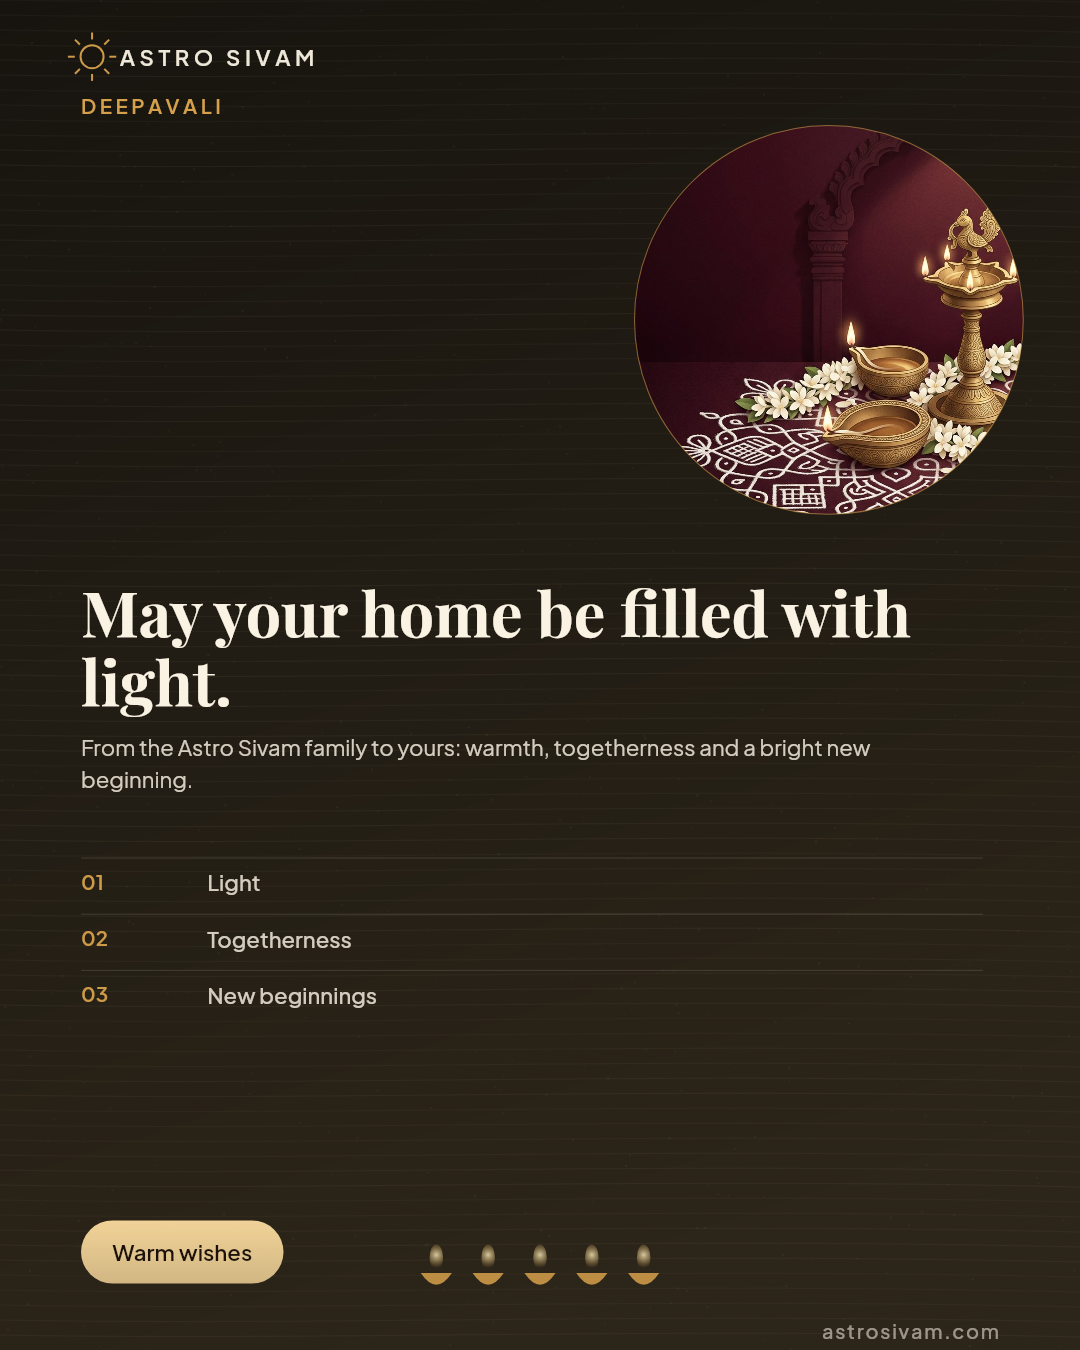 ASTRO SIVAM
DEEPAVALI
May your home be filled with
light.
From the Astro Sivam family to yours: warmth, togetherness and a bright new
beginning.
01 Light
02 Togetherness
03 New beginnings
Warm wishes
astrosivam.com